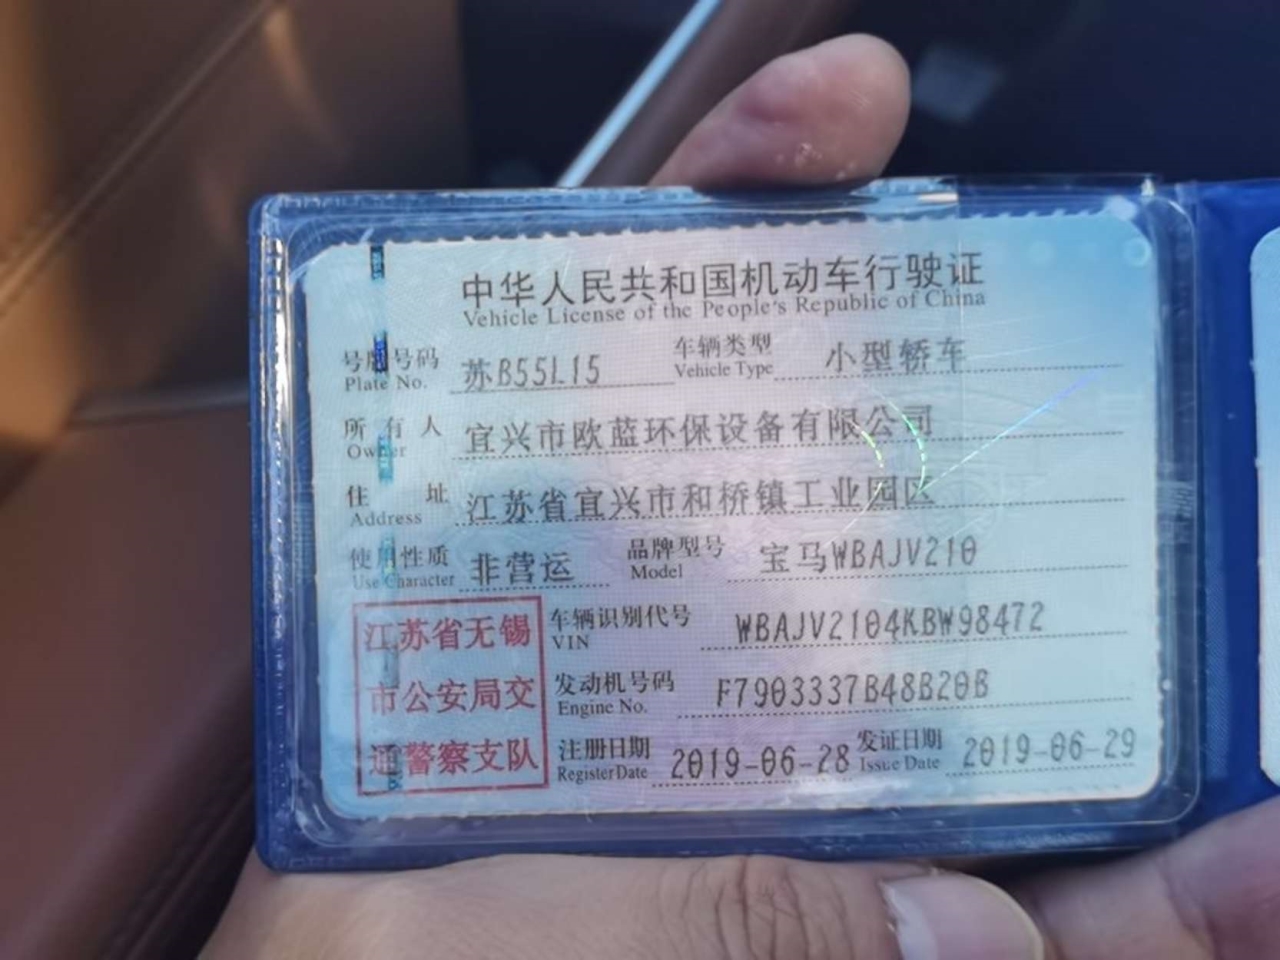 中华人民共和国机动车行驶证
Vehicle License of the People's Republic of China
号牌号码 苏B55L15 车辆类型 小型轿车
Plate No. Vehicle Type
所有人 宜兴市欧蓝环保设备有限公司
Owner
住址 江苏省宜兴市和桥镇工业园区
Address
使用性质 非营运 品牌型号 宝马WBAJV210
Use Character Model
江苏省无锡
市公安局交
通警察支队
车辆识别代号 WBAJV2104KBW98472
VIN
发动机号码 F7903337B48B20B
Engine No.
注册日期 2019-06-28 发证日期 2019-06-29
Register Date Issue Date